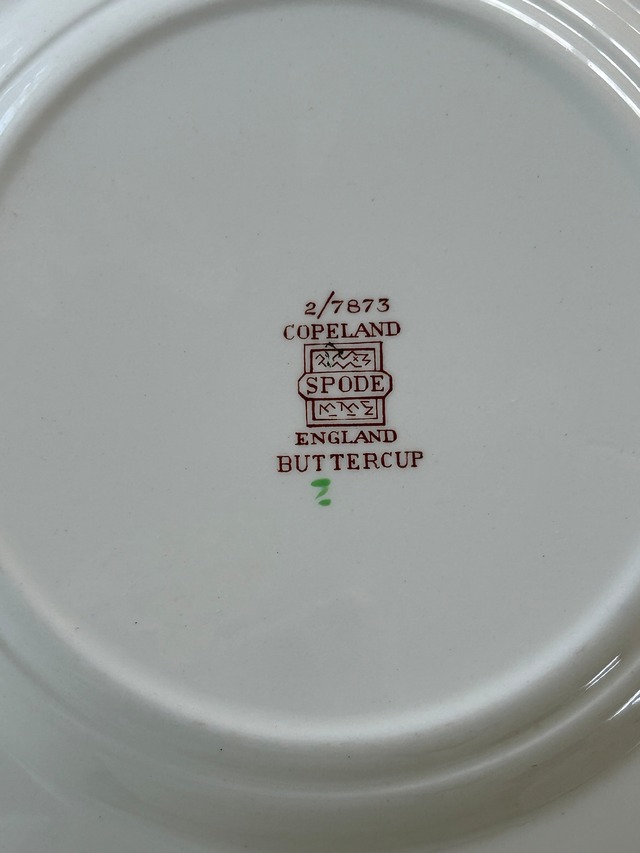 2/7873
COPELAND
SPODE
ENGLAND
BUTTERCUP